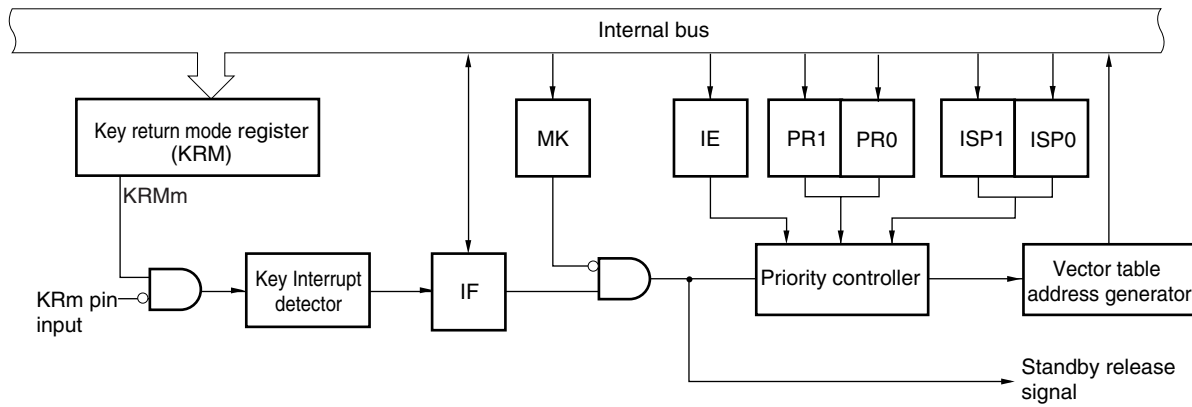 Internal bus
Key return mode register
(KRM)
MK
IE
PR1
PR0
ISP1
ISP0
KRMm
KRm pin
input
Key Interrupt
detector
IF
Priority controller
Vector table
address generator
Standby release
signal